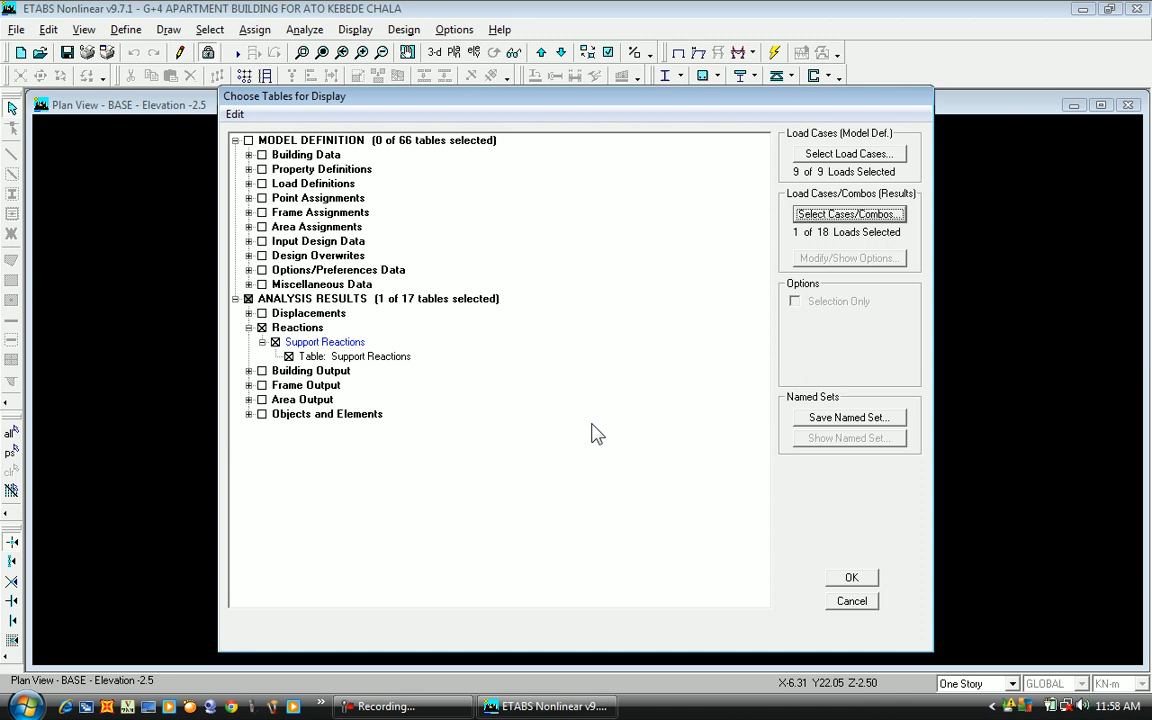 ETABS Nonlinear v9.7.1 - G+4 APARTMENT BUILDING FOR ATO KEBEDE CHALA
File Edit View Define Draw Select Assign Analyze Display Design Options Help
3-d
Plan View - BASE - Elevation -2.5
Choose Tables for Display
Edit
MODEL DEFINITION (0 of 66 tables selected)
Building Data
Property Definitions
Load Definitions
Point Assignments
Frame Assignments
Area Assignments
Input Design Data
Design Overwrites
Options/Preferences Data
Miscellaneous Data
ANALYSIS RESULTS (1 of 17 tables selected)
Displacements
Reactions
Support Reactions
Table: Support Reactions
Building Output
Frame Output
Area Output
Objects and Elements
Load Cases (Model Def.)
Select Load Cases...
9 of 9 Loads Selected
Load Cases/Combos (Results)
Select Cases/Combos...
1 of 18 Loads Selected
Modify/Show Options...
Options
Selection Only
Named Sets
Save Named Set...
Show Named Set...
OK
Cancel
all
ps
clr
Plan View - BASE - Elevation -2.5
X-6.31 Y22.05 Z-2.50
One Story
GLOBAL
KN-m
Recording...
ETABS Nonlinear v9....
11:58 AM